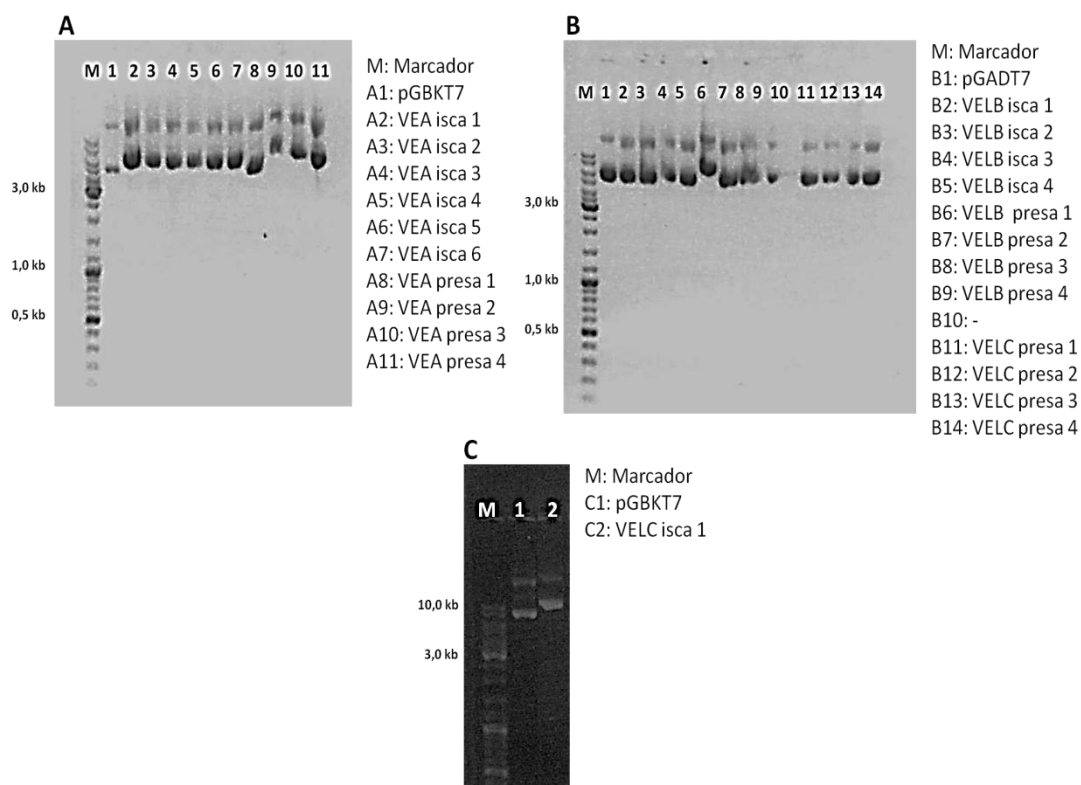 A
M 1 2 3 4 5 6 7 8 9 10 11
3,0 kb
1,0 kb
0,5 kb
M: Marcador
A1: pGBKT7
A2: VEA isca 1
A3: VEA isca 2
A4: VEA isca 3
A5: VEA isca 4
A6: VEA isca 5
A7: VEA isca 6
A8: VEA presa 1
A9: VEA presa 2
A10: VEA presa 3
A11: VEA presa 4
B
M 1 2 3 4 5 6 7 8 9 10 11 12 13 14
3,0 kb
1,0 kb
0,5 kb
M: Marcador
B1: pGADT7
B2: VELB isca 1
B3: VELB isca 2
B4: VELB isca 3
B5: VELB isca 4
B6: VELB presa 1
B7: VELB presa 2
B8: VELB presa 3
B9: VELB presa 4
B10: -
B11: VELC presa 1
B12: VELC presa 2
B13: VELC presa 3
B14: VELC presa 4
C
M 1 2
10,0 kb
3,0 kb
M: Marcador
C1: pGBKT7
C2: VELC isca 1